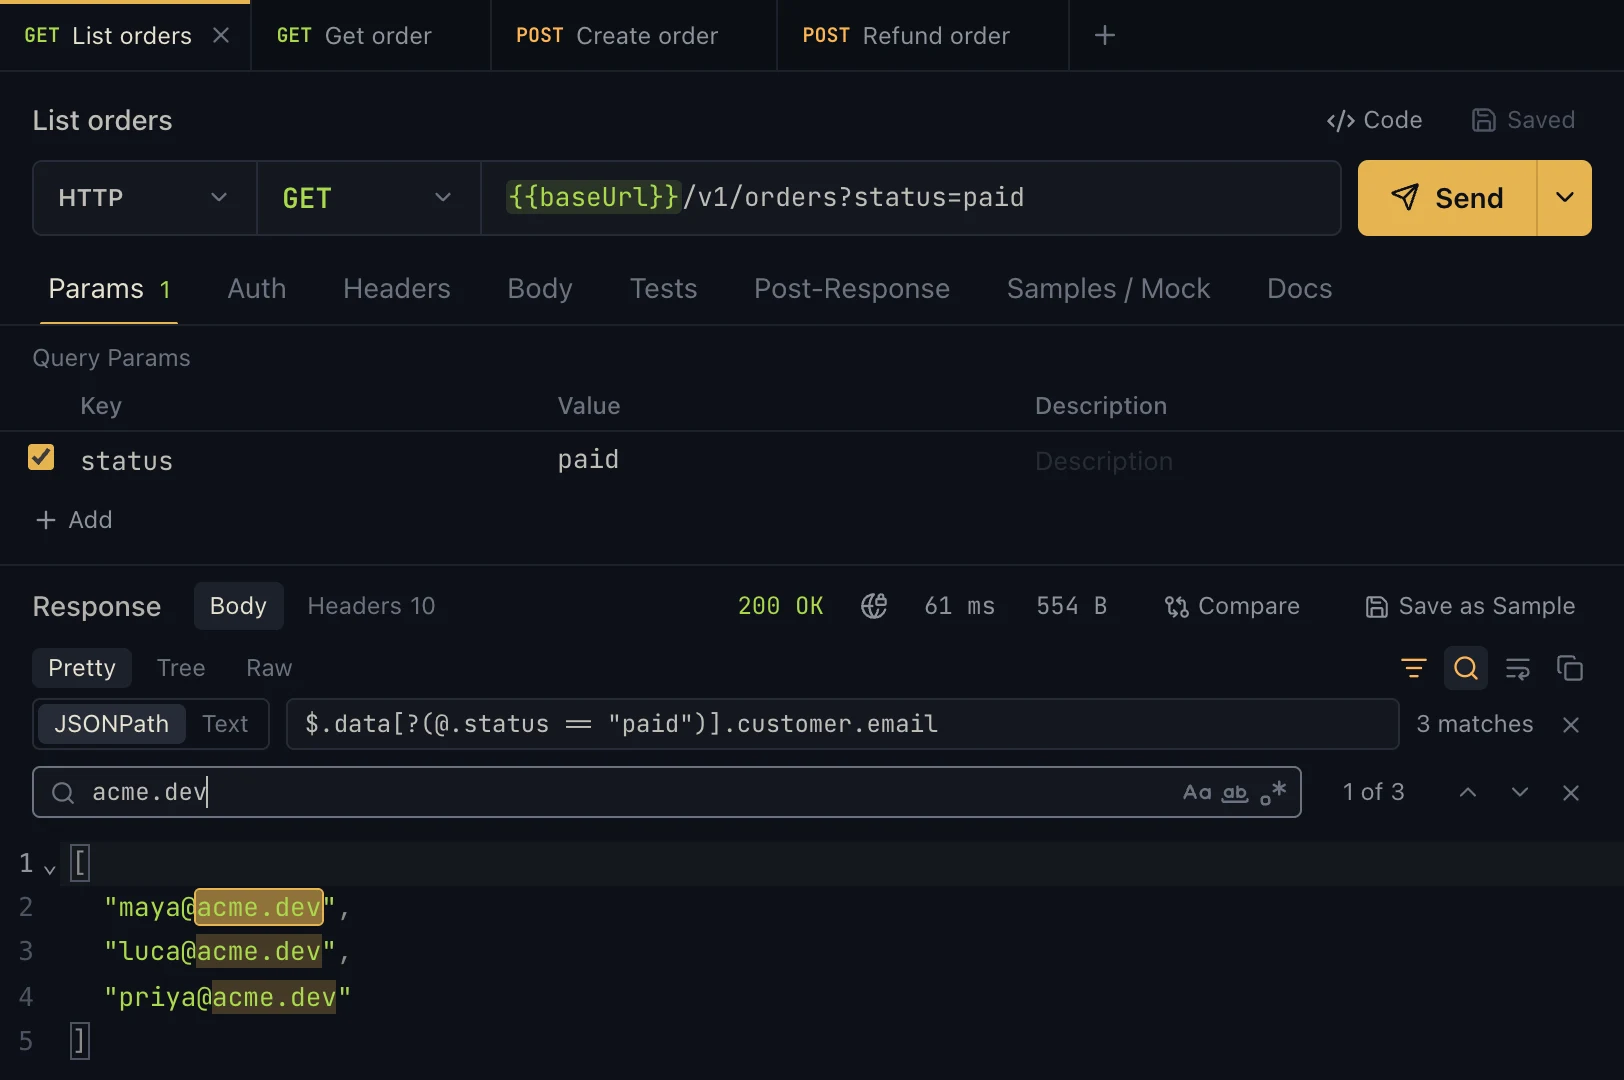 GET List orders GET Get order POST Create order POST Refund order
List orders Code Saved
HTTP GET {{baseUrl}}/v1/orders?status=paid Send
Params 1 Auth Headers Body Tests Post-Response Samples / Mock Docs
Query Params
Key Value Description
status paid Description
Add
Response Body Headers 10 200 OK 61 ms 554 B Compare Save as Sample
Pretty Tree Raw
JSONPath Text $.data[?(@.status == "paid")].customer.email 3 matches
acme.dev Aa ab .* 1 of 3
1 [
2 "maya@acme.dev",
3 "luca@acme.dev",
4 "priya@acme.dev"
5 ]